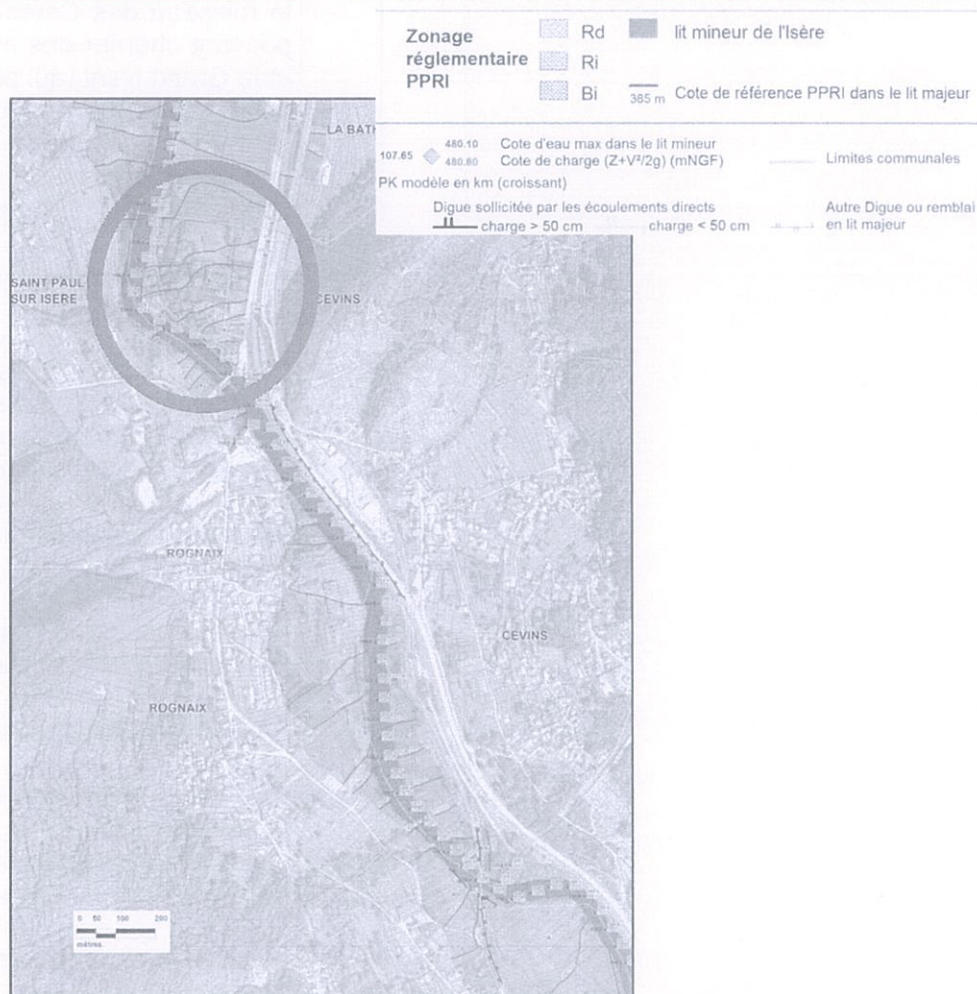 Zonage
réglementaire
PPRI
Rd
Ri
Bi
lit mineur de l'Isère
385 m Cote de référence PPRI dans le lit majeur
107.65
480.10 Cote d'eau max dans le lit mineur
480.80 Cote de charge (Z+V²/2g) (mNGF)
Limites communales
PK modèle en km (croissant)
Digue sollicitée par les écoulements directs
charge > 50 cm
charge < 50 cm
Autre Digue ou remblai
en lit majeur
LA BATH
SAINT PAUL
SUR ISERE
CEVINS
ROGNAIX
CEVINS
ROGNAIX
0 50 100 200
mètres